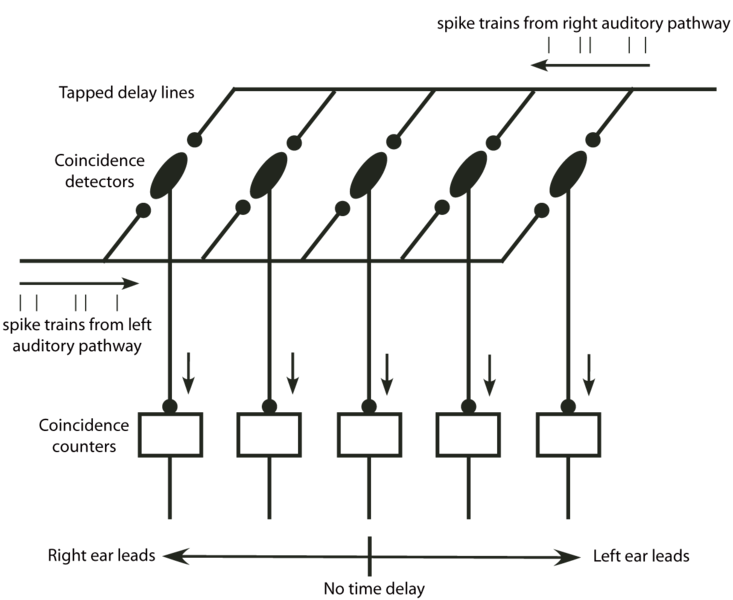 spike trains from right auditory pathway
Tapped delay lines
Coincidence
detectors
spike trains from left
auditory pathway
Coincidence
counters
Right ear leads
Left ear leads
No time delay